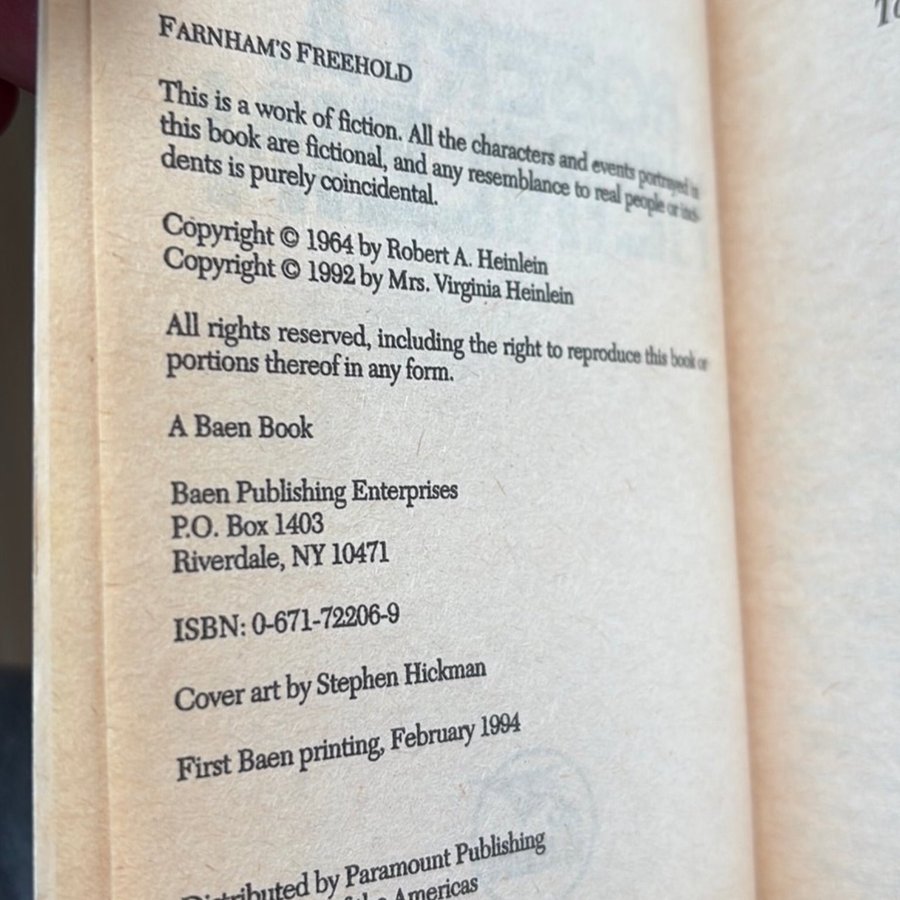 FARNHAM'S FREEHOLD
This is a work of fiction. All the characters and events portrayed in
this book are fictional, and any resemblance to real people or inci-
dents is purely coincidental.
Copyright © 1964 by Robert A. Heinlein
Copyright © 1992 by Mrs. Virginia Heinlein
All rights reserved, including the right to reproduce this book or
portions thereof in any form.
A Baen Book
Baen Publishing Enterprises
P.O. Box 1403
Riverdale, NY 10471
ISBN: 0-671-72206-9
Cover art by Stephen Hickman
First Baen printing, February 1994
Distributed by Paramount Publishing
of the Americas